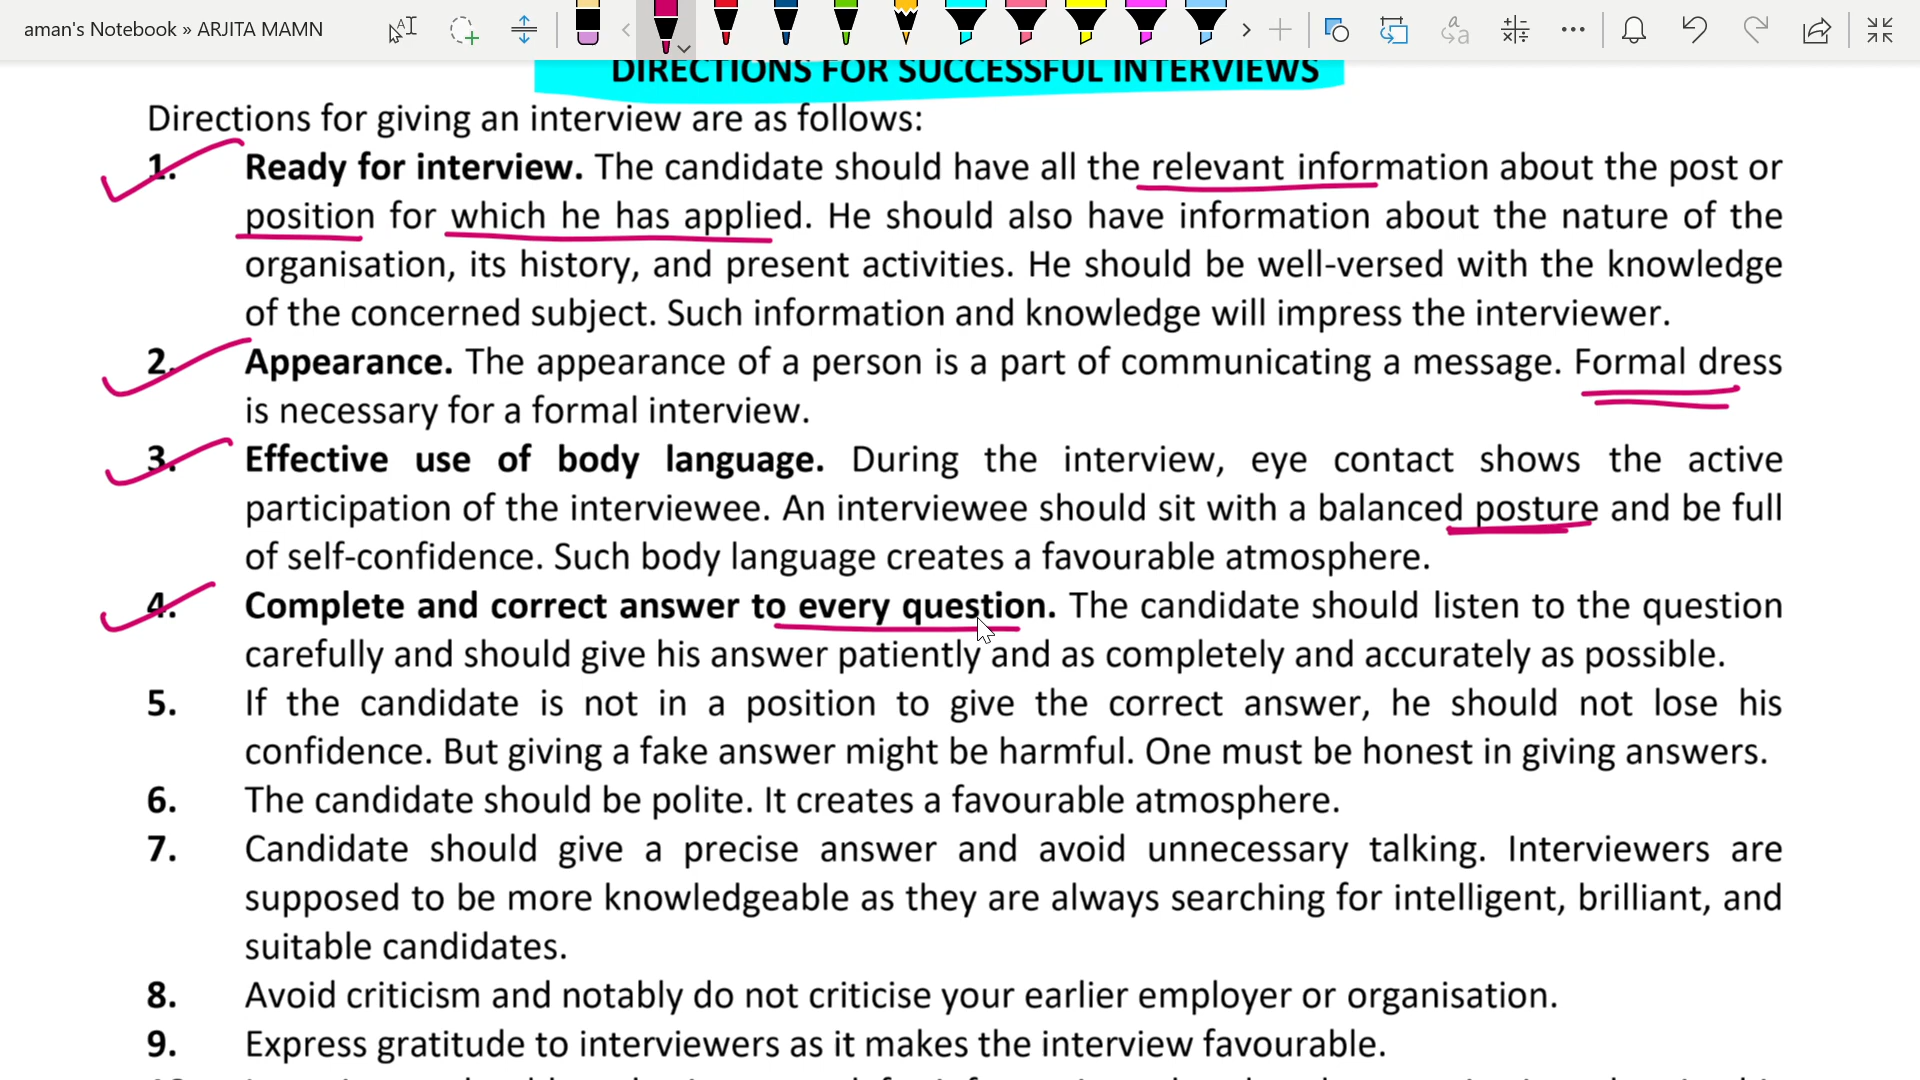 aman's Notebook » ARJITA MAMN
DIRECTIONS FOR SUCCESSFUL INTERVIEWS
Directions for giving an interview are as follows:
1. Ready for interview. The candidate should have all the relevant information about the post or
position for which he has applied. He should also have information about the nature of the
organisation, its history, and present activities. He should be well-versed with the knowledge
of the concerned subject. Such information and knowledge will impress the interviewer.
2. Appearance. The appearance of a person is a part of communicating a message. Formal dress
is necessary for a formal interview.
3. Effective use of body language. During the interview, eye contact shows the active
participation of the interviewee. An interviewee should sit with a balanced posture and be full
of self-confidence. Such body language creates a favourable atmosphere.
4. Complete and correct answer to every question. The candidate should listen to the question
carefully and should give his answer patiently and as completely and accurately as possible.
5. If the candidate is not in a position to give the correct answer, he should not lose his
confidence. But giving a fake answer might be harmful. One must be honest in giving answers.
6. The candidate should be polite. It creates a favourable atmosphere.
7. Candidate should give a precise answer and avoid unnecessary talking. Interviewers are
supposed to be more knowledgeable as they are always searching for intelligent, brilliant, and
suitable candidates.
8. Avoid criticism and notably do not criticise your earlier employer or organisation.
9. Express gratitude to interviewers as it makes the interview favourable.